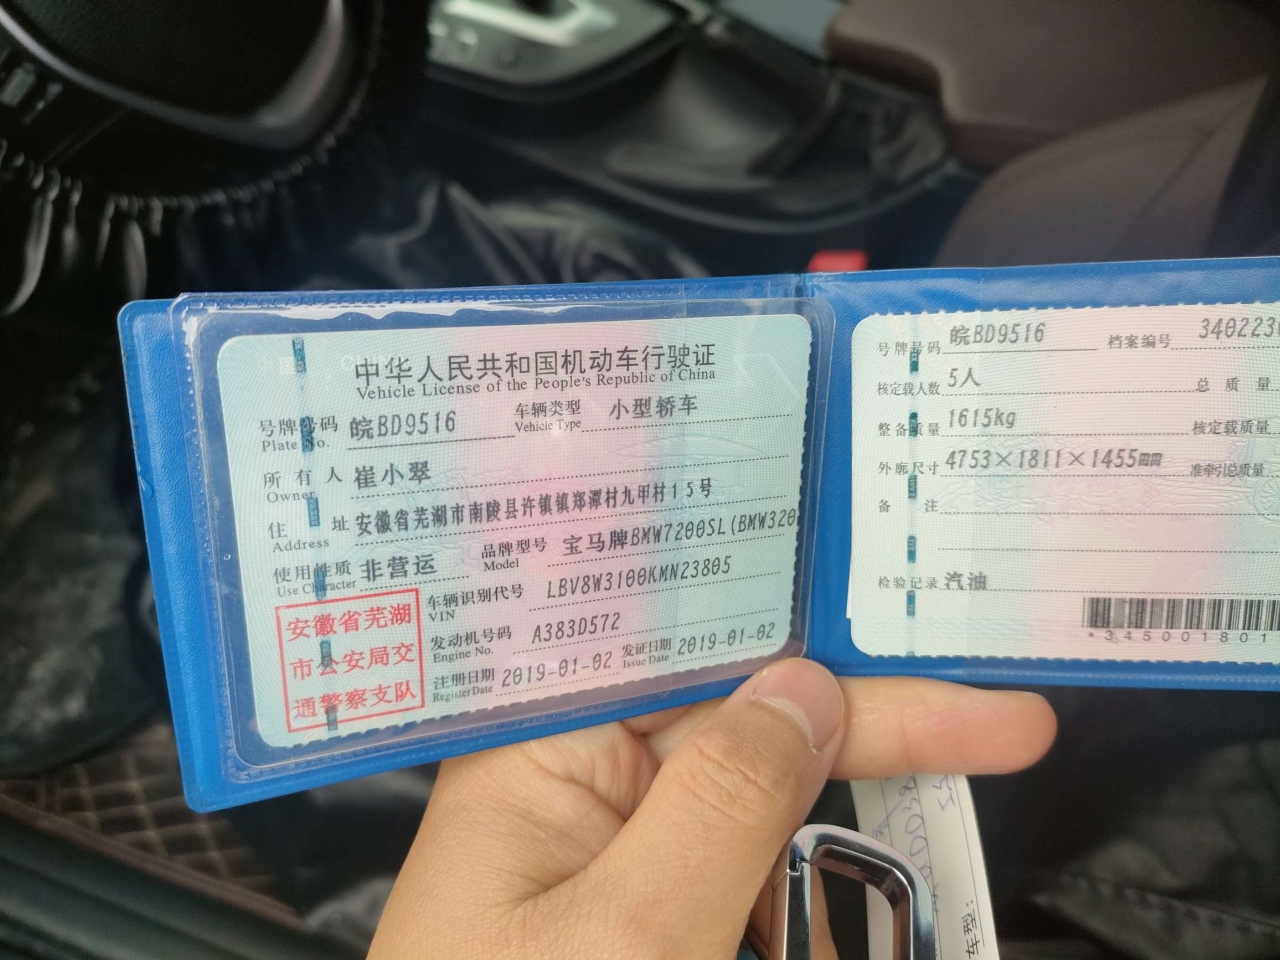 中华人民共和国机动车行驶证
Vehicle License of the People's Republic of China
号牌号码 皖BD9516 车辆类型 小型轿车
Plate No. Vehicle Type
所有人 崔小翠
Owner
住址 安徽省芜湖市南陵县许镇镇郑潭村九甲村15号
Address
使用性质 非营运 品牌型号 宝马牌BMW7200SL(BMW320
Use Character Model
车辆识别代号 LBV8W3100KMN23805
VIN
发动机号码 A383D572
Engine No.
注册日期 2019-01-02 发证日期 2019-01-02
Register Date Issue Date
安徽省芜湖
市公安局交
通警察支队
号牌号码 皖BD9516 档案编号 340223
核定载人数 5人 总质量
整备质量 1615kg 核定载质量
外廓尺寸 4753×1811×1455mm 准牵引总质量
备注
检验记录 汽油
*345001801
车型: